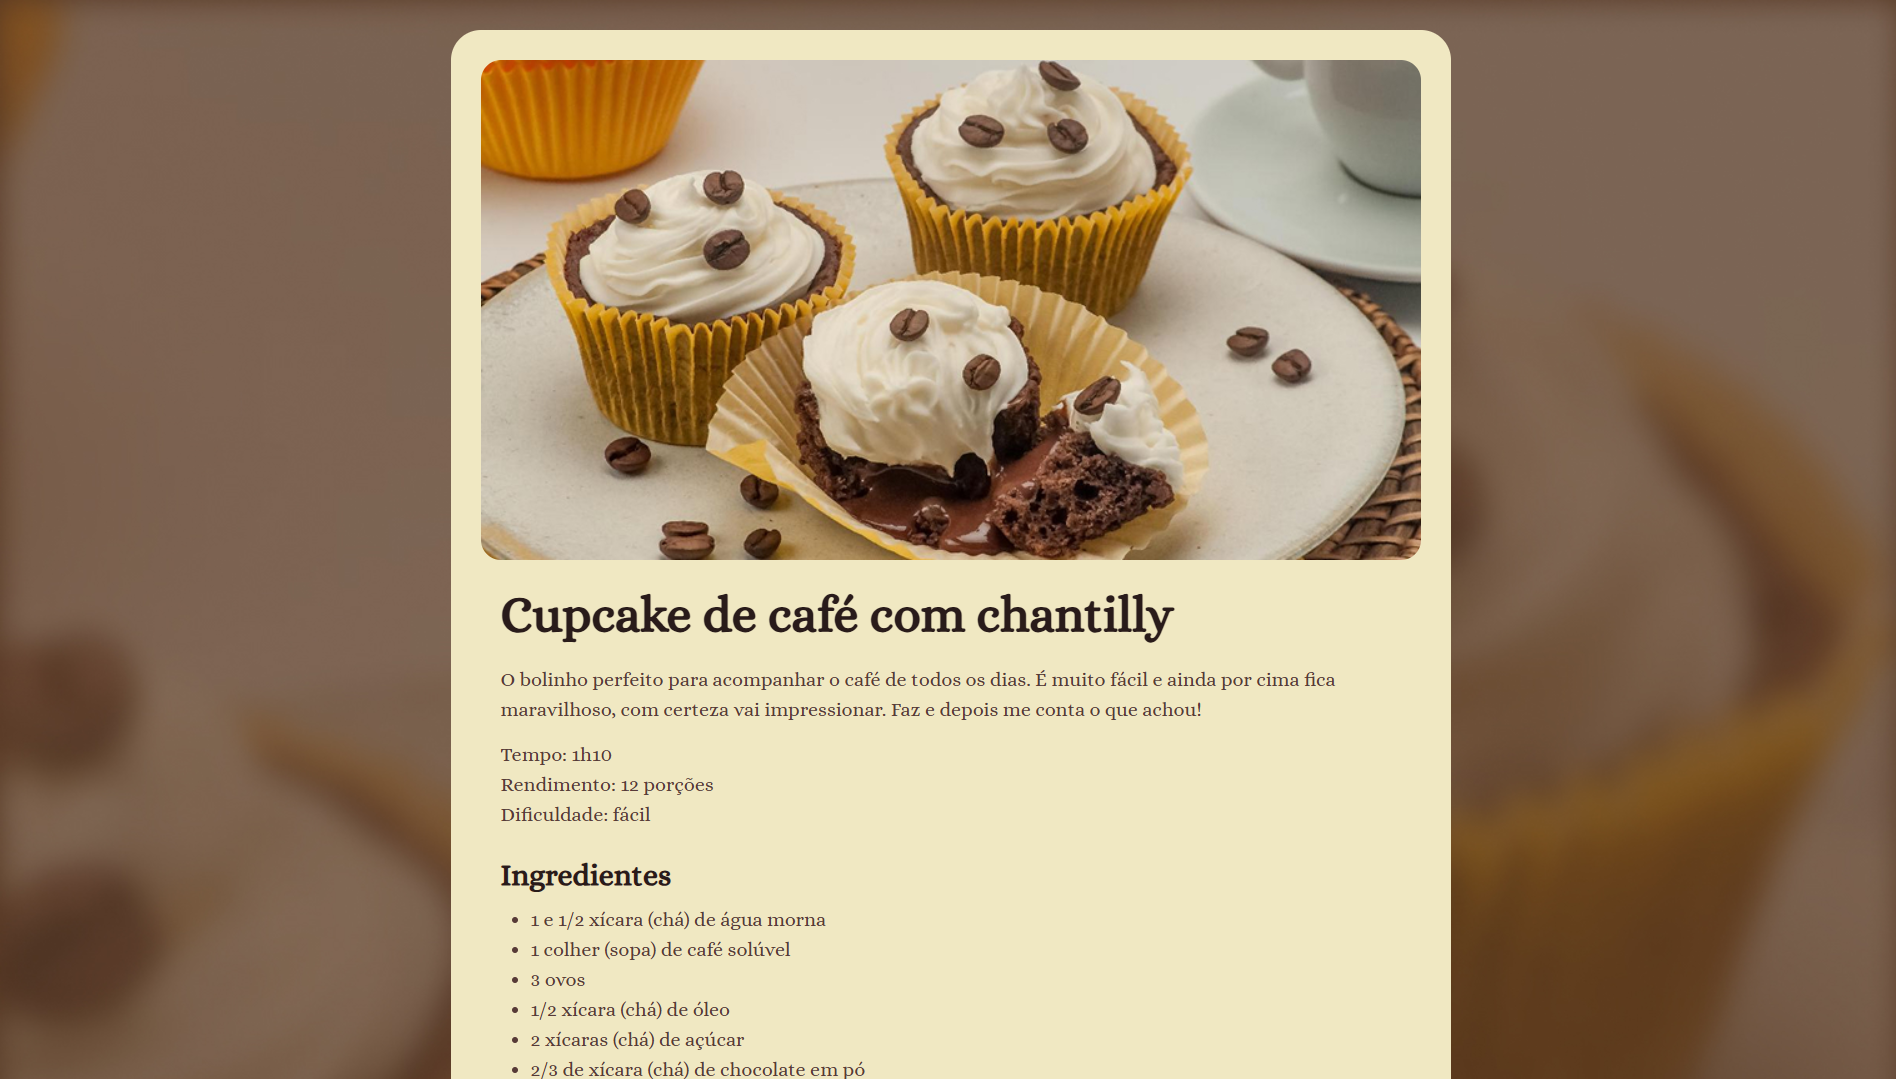 Cupcake de café com chantilly
O bolinho perfeito para acompanhar o café de todos os dias. É muito fácil e ainda por cima fica
maravilhoso, com certeza vai impressionar. Faz e depois me conta o que achou!
Tempo: 1h10
Rendimento: 12 porções
Dificuldade: fácil
Ingredientes
• 1 e 1/2 xícara (chá) de água morna
• 1 colher (sopa) de café solúvel
• 3 ovos
• 1/2 xícara (chá) de óleo
• 2 xícaras (chá) de açúcar
• 2/3 de xícara (chá) de chocolate em pó